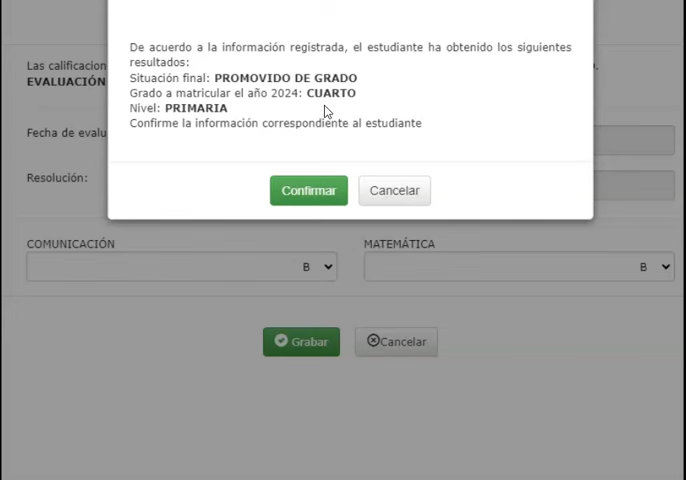 De acuerdo a la información registrada, el estudiante ha obtenido los siguientes
resultados:
Situación final: PROMOVIDO DE GRADO
Grado a matricular el año 2024: CUARTO
Nivel: PRIMARIA
Confirme la información correspondiente al estudiante
Confirmar Cancelar
Las calificacion
EVALUACIÓN
Fecha de evalu
Resolución:
COMUNICACIÓN MATEMÁTICA
B B
Grabar Cancelar